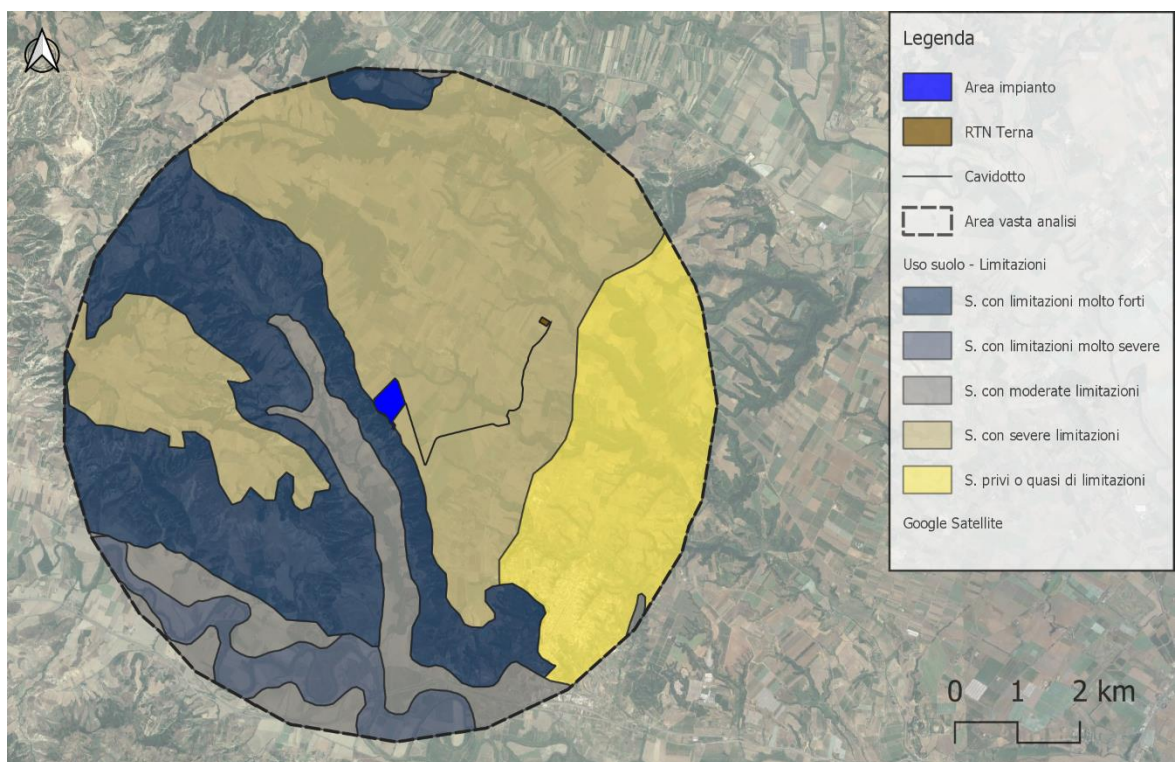 Legenda
Area impianto
RTN Terna
Cavidotto
Area vasta analisi
Uso suolo - Limitazioni
S. con limitazioni molto forti
S. con limitazioni molto severe
S. con moderate limitazioni
S. con severe limitazioni
S. privi o quasi di limitazioni
Google Satellite
0 1 2 km